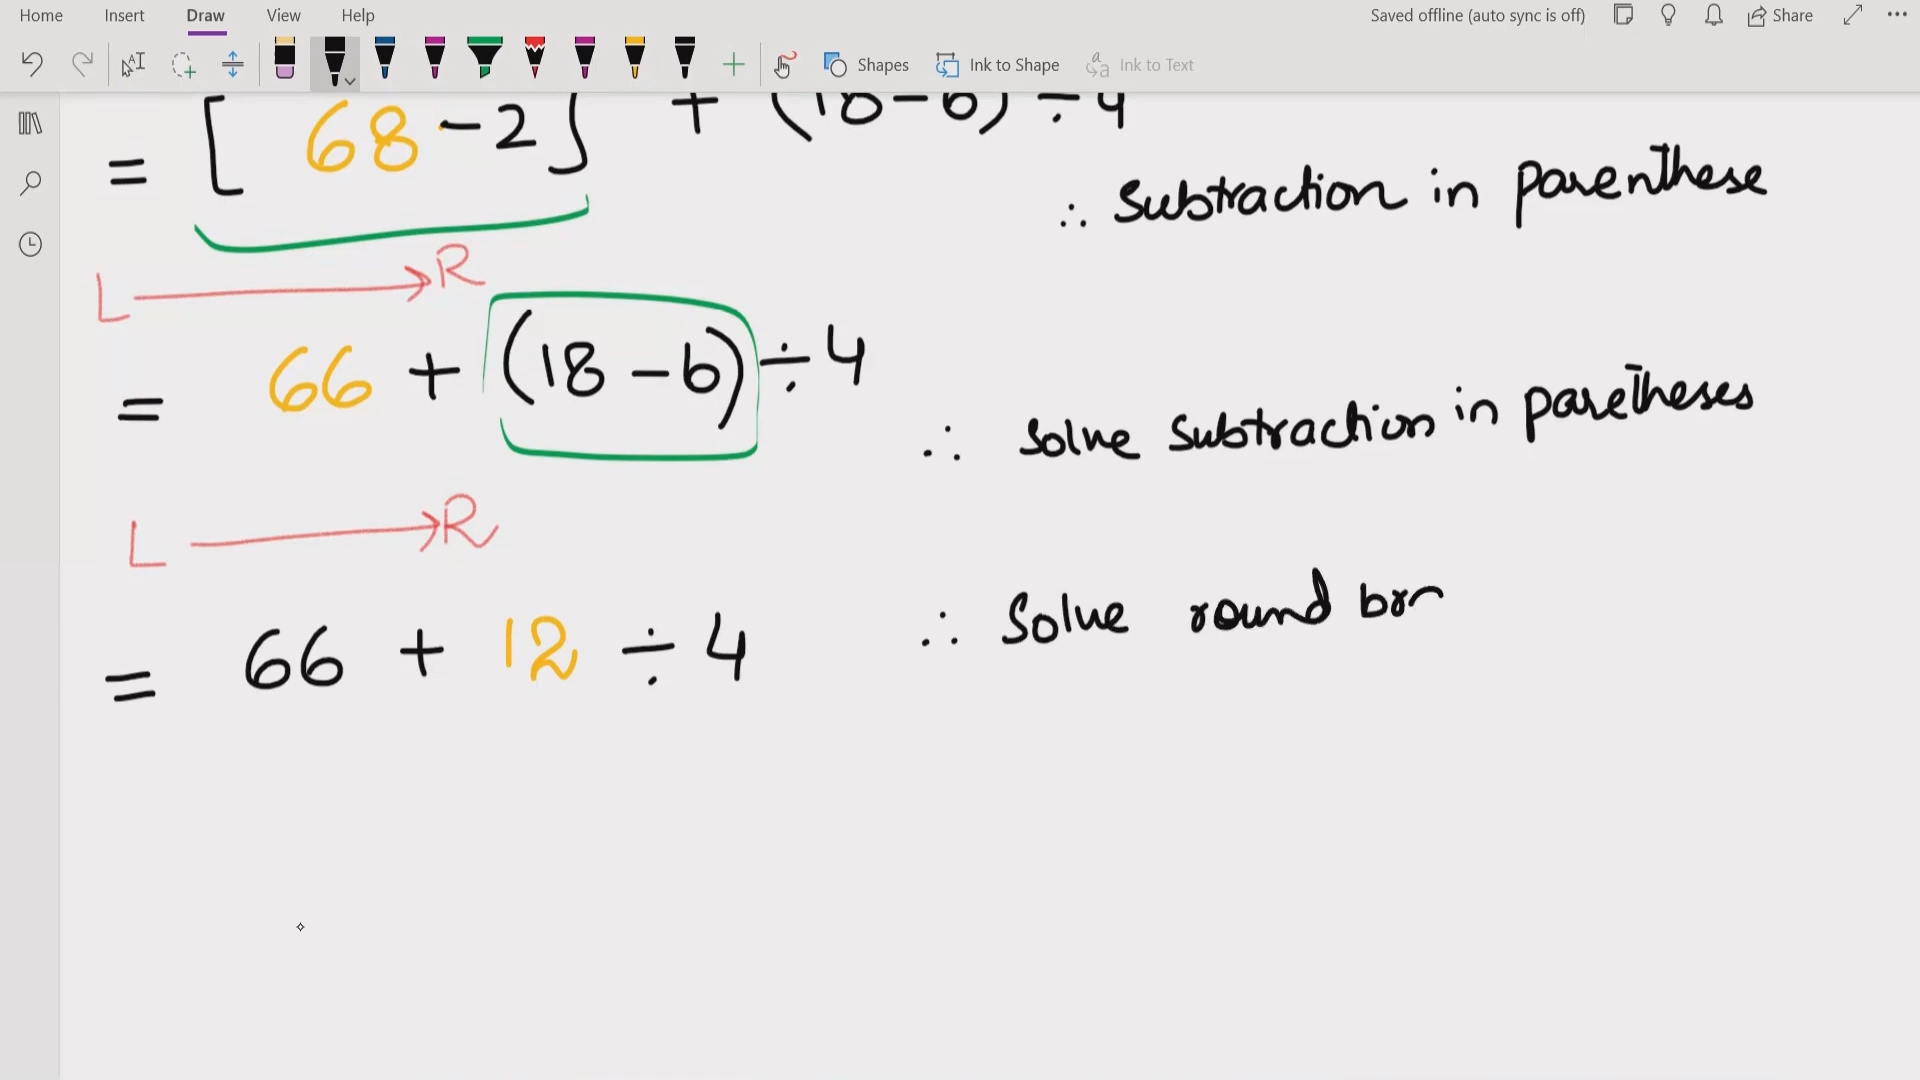 Home Insert Draw View Help Saved offline (auto sync is off) Share
Shapes Ink to Shape Ink to Text
= [ 68 - 2 ] + (18 - 6) ÷ 4
∴ Subtraction in parenthese
L → R
= 66 + (18 - 6) ÷ 4
∴ Solve subtraction in paretheses
L → R
= 66 + 12 ÷ 4
∴ Solve round br